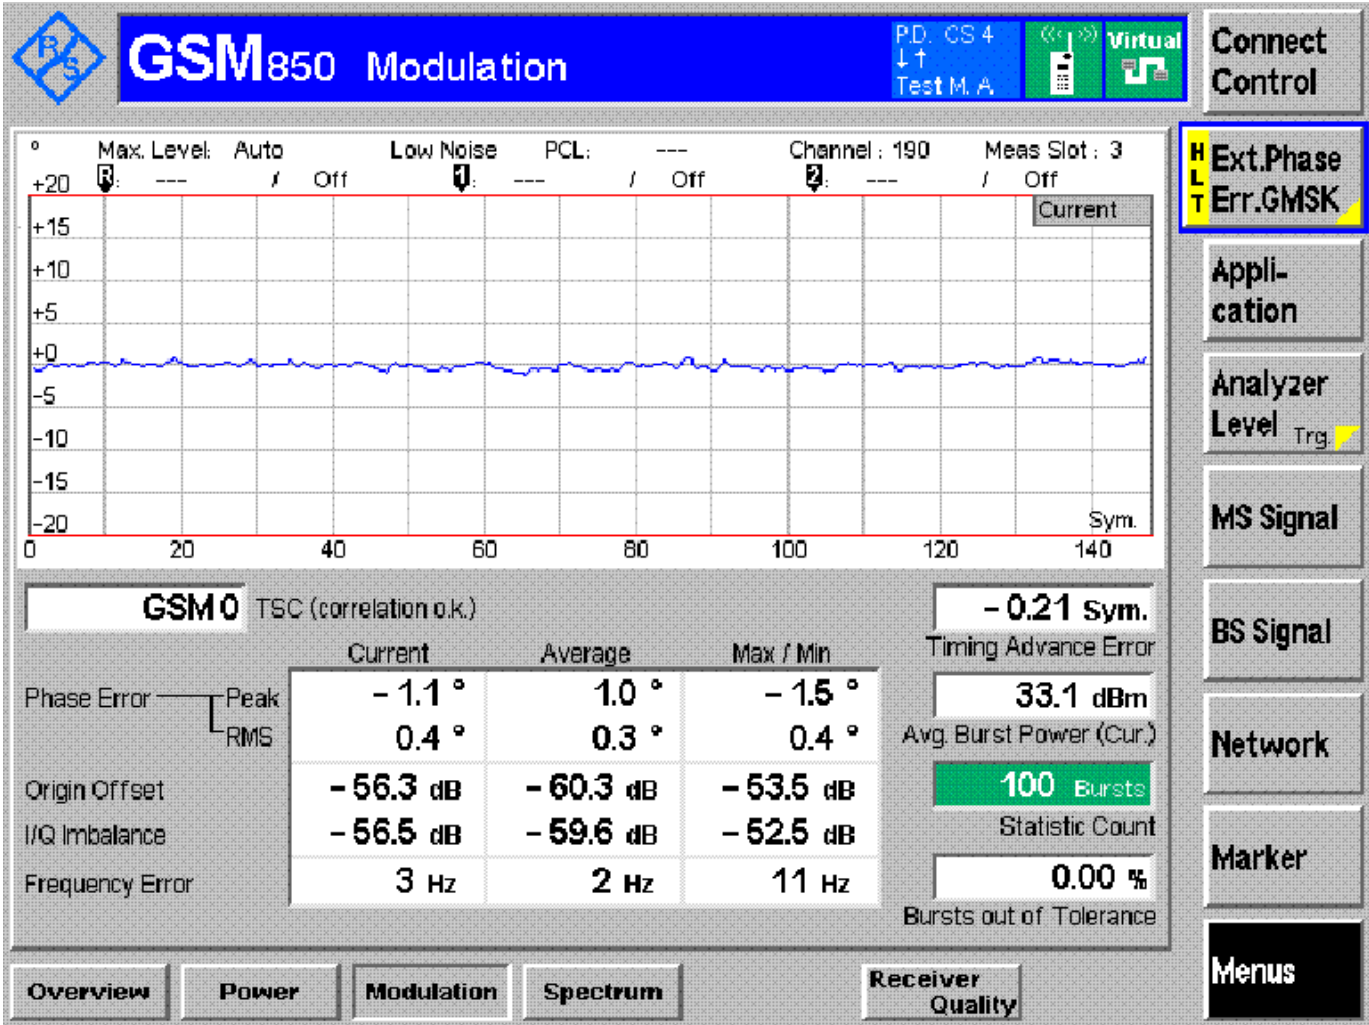 R&S
GSM850 Modulation
P.D. CS 4
↓↑
Test M. A.
Virtual
Connect
Control
° Max. Level: Auto Low Noise PCL: --- Channel : 190 Meas Slot : 3
R: --- / Off 1: --- / Off 2: --- / Off
HLT
Ext.Phase
Err.GMSK
Current
+20
+15
+10
+5
+0
-5
-10
-15
-20
Sym.
0 20 40 60 80 100 120 140
Appli-
cation
Analyzer
Level Trg.
MS Signal
BS Signal
Network
Marker
Menus
GSM 0 TSC (correlation o.k.)
- 0.21 Sym.
Timing Advance Error
Current Average Max / Min
Phase Error Peak - 1.1 ° 1.0 ° - 1.5 °
RMS 0.4 ° 0.3 ° 0.4 °
33.1 dBm
Avg. Burst Power (Cur.)
Origin Offset - 56.3 dB - 60.3 dB - 53.5 dB
I/Q Imbalance - 56.5 dB - 59.6 dB - 52.5 dB
100 Bursts
Statistic Count
Frequency Error 3 Hz 2 Hz 11 Hz
0.00 %
Bursts out of Tolerance
Overview Power Modulation Spectrum Receiver
Quality